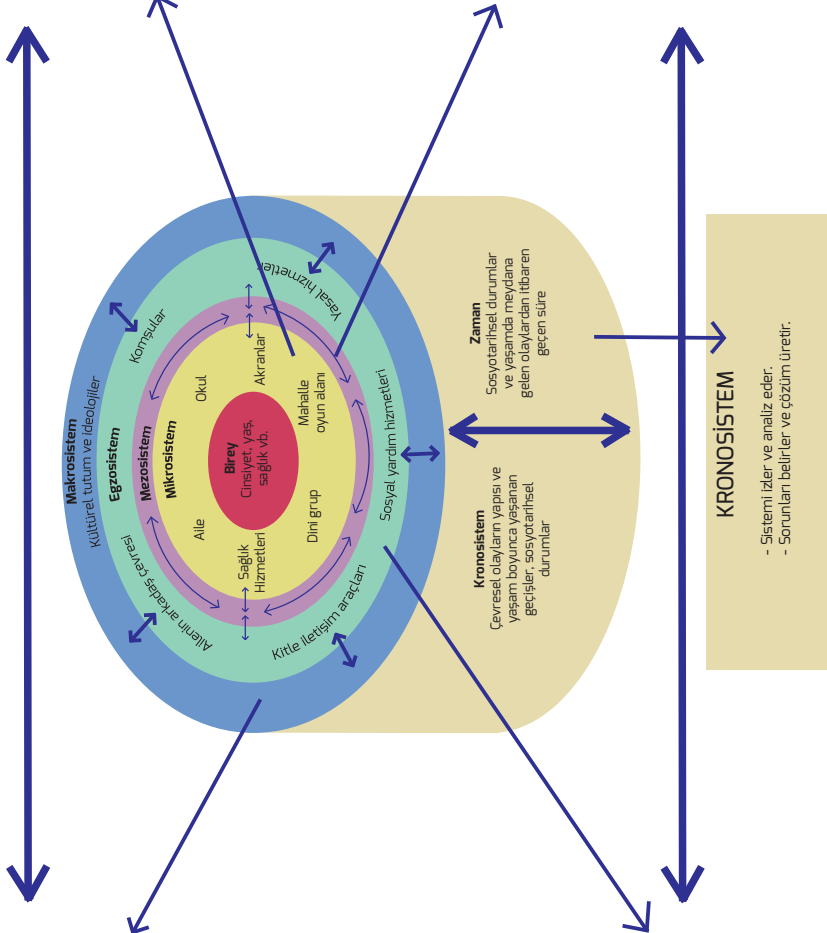 Makrosistem
Kültürel tutum ve ideolojiler
Egzosistem
Mezosistem
Mikrosistem
Birey
Cinsiyet, yaş,
sağlık vb.
Aile
Okul
Sağlık
Hizmetleri
Akranlar
Dini grup
Mahalle
oyun alanı
Ailenin arkadaş çevresi
Komşular
Kitle iletişim araçları
Yasal hizmetler
Sosyal yardım hizmetleri
Kronosistem
Çevresel olayların yapısı ve
yaşam boyunca yaşanan
geçişler, sosyotarihsel
durumlar
Zaman
Sosyotarihsel durumlar
ve yaşamda meydana
gelen olaylardan itibaren
geçen süre
KRONOSİSTEM
- Sistemi izler ve analiz eder.
- Sorunları belirler ve çözüm üretir.